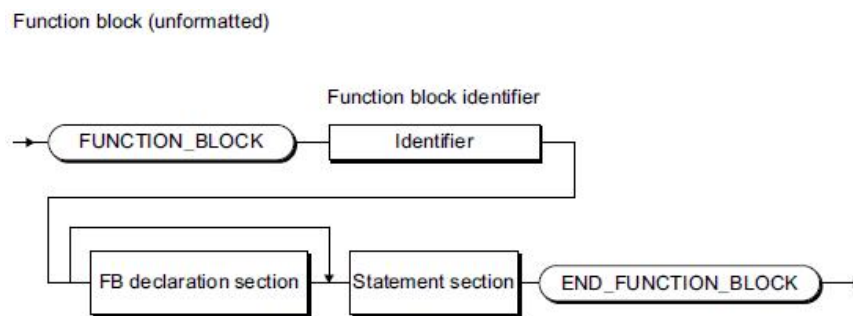 Function block (unformatted)
Function block identifier
FUNCTION_BLOCK
Identifier
FB declaration section
Statement section
END_FUNCTION_BLOCK